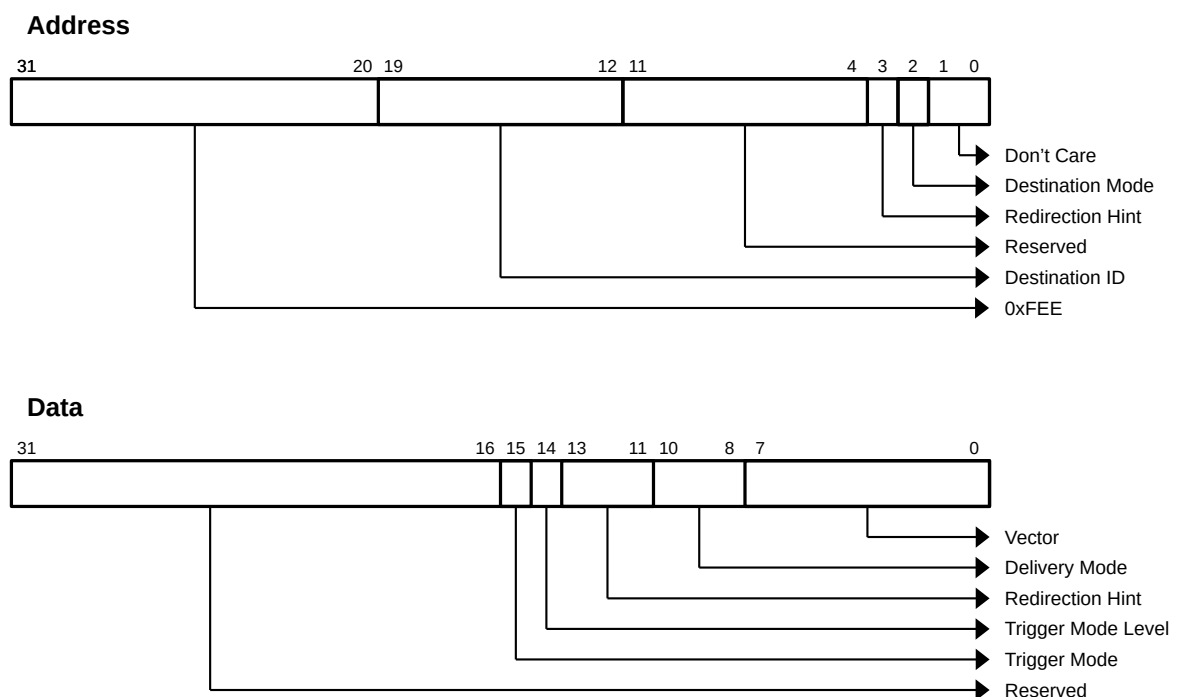 Address
31 20 19 12 11 4 3 2 1 0
Don’t Care
Destination Mode
Redirection Hint
Reserved
Destination ID
0xFEE
Data
31 16 15 14 13 11 10 8 7 0
Vector
Delivery Mode
Redirection Hint
Trigger Mode Level
Trigger Mode
Reserved